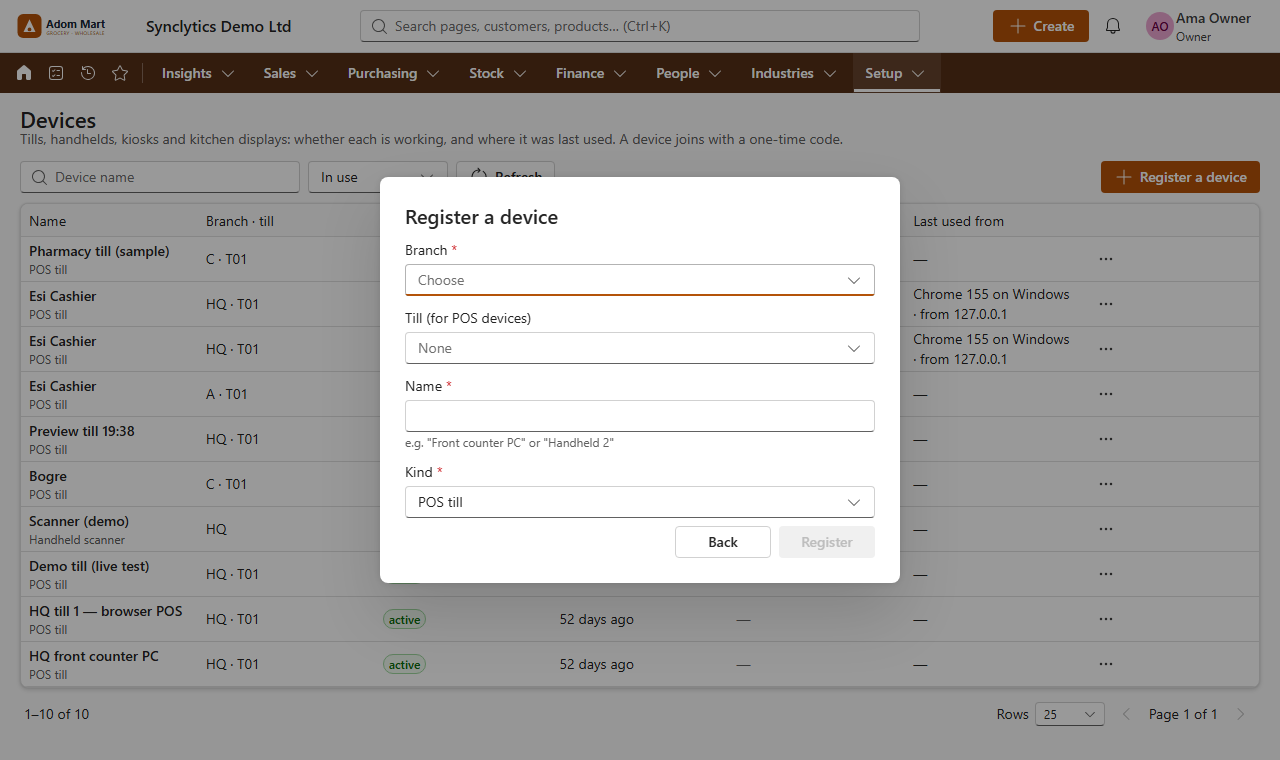 Adom Mart
GROCERY · WHOLESALE
Synclytics Demo Ltd
Search pages, customers, products... (Ctrl+K)
Create
AO
Ama Owner
Owner
Insights
Sales
Purchasing
Stock
Finance
People
Industries
Setup
Devices
Tills, handhelds, kiosks and kitchen displays: whether each is working, and where it was last used. A device joins with a one-time code.
Device name
In use
Refresh
Register a device
Name
Branch · till
Last used from
Pharmacy till (sample)
POS till
C · T01
—
Esi Cashier
POS till
HQ · T01
Chrome 155 on Windows
· from 127.0.0.1
Esi Cashier
POS till
HQ · T01
Chrome 155 on Windows
· from 127.0.0.1
Esi Cashier
POS till
A · T01
—
Preview till 19:38
POS till
HQ · T01
—
Bogre
POS till
C · T01
—
Scanner (demo)
Handheld scanner
HQ
—
Demo till (live test)
POS till
HQ · T01
—
HQ till 1 — browser POS
POS till
HQ · T01
active
52 days ago
—
—
HQ front counter PC
POS till
HQ · T01
active
52 days ago
—
—
1–10 of 10
Rows
25
Page 1 of 1
Register a device
Branch *
Choose
Till (for POS devices)
None
Name *
e.g. "Front counter PC" or "Handheld 2"
Kind *
POS till
Back
Register